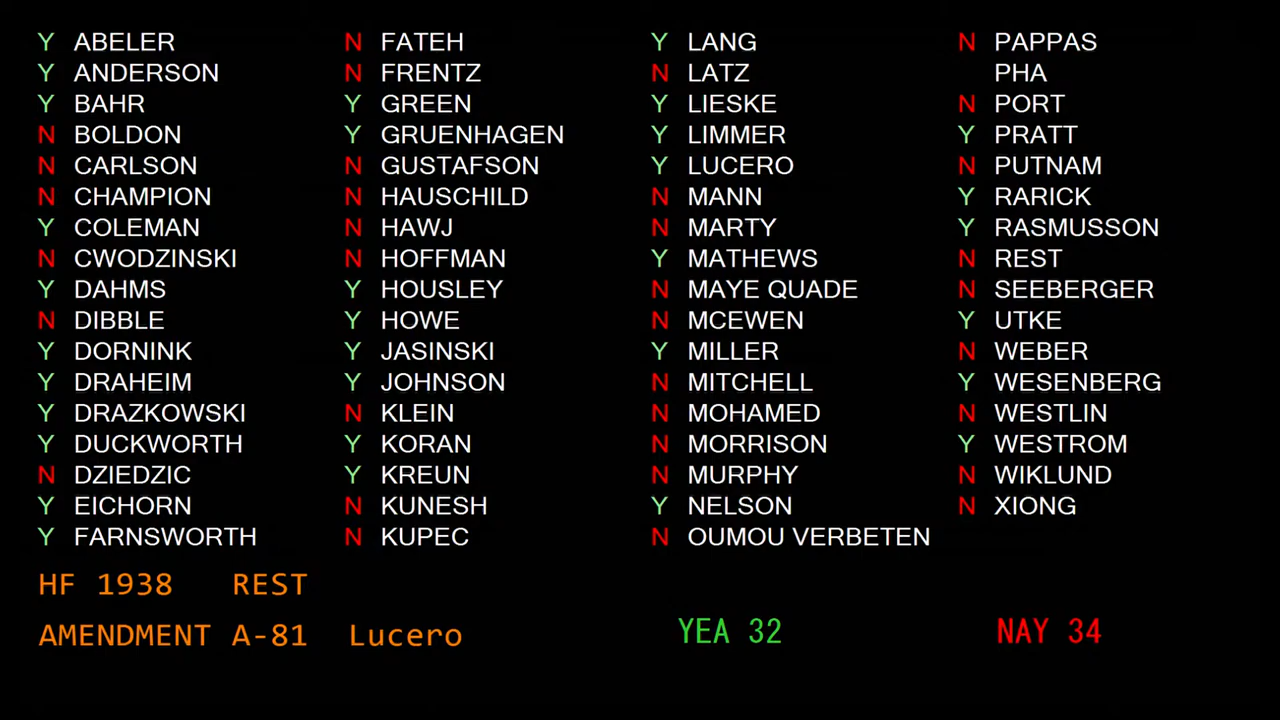 Y ABELER N FATEH Y LANG N PAPPAS
Y ANDERSON N FRENTZ N LATZ PHA
Y BAHR Y GREEN Y LIESKE N PORT
N BOLDON Y GRUENHAGEN Y LIMMER Y PRATT
N CARLSON N GUSTAFSON Y LUCERO N PUTNAM
N CHAMPION N HAUSCHILD N MANN Y RARICK
Y COLEMAN N HAWJ N MARTY Y RASMUSSON
N CWODZINSKI N HOFFMAN Y MATHEWS N REST
Y DAHMS Y HOUSLEY N MAYE QUADE N SEEBERGER
N DIBBLE Y HOWE N MCEWEN Y UTKE
Y DORNINK Y JASINSKI Y MILLER N WEBER
Y DRAHEIM Y JOHNSON N MITCHELL Y WESENBERG
Y DRAZKOWSKI N KLEIN N MOHAMED N WESTLIN
Y DUCKWORTH Y KORAN N MORRISON Y WESTROM
N DZIEDZIC Y KREUN N MURPHY N WIKLUND
Y EICHORN N KUNESH Y NELSON N XIONG
Y FARNSWORTH N KUPEC N OUMOU VERBETEN
HF 1938 REST
AMENDMENT A-81 Lucero YEA 32 NAY 34